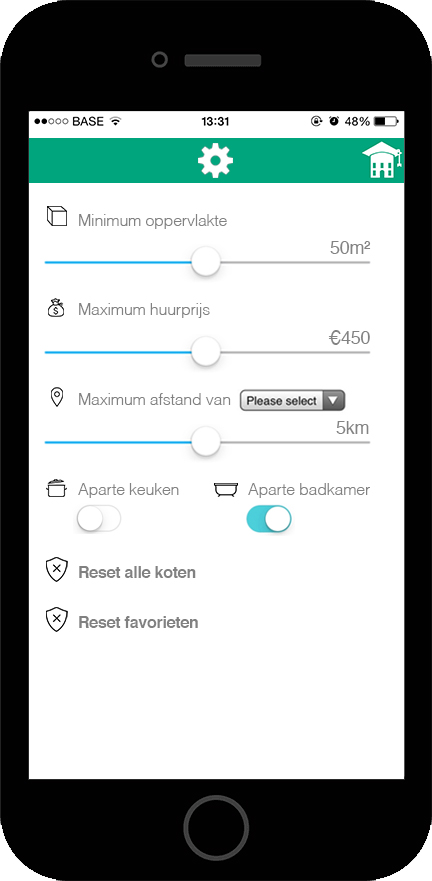 BASE 13:31 48%
Minimum oppervlakte
50m²
Maximum huurprijs
€450
Maximum afstand van Please select
5km
Aparte keuken Aparte badkamer
Reset alle koten
Reset favorieten